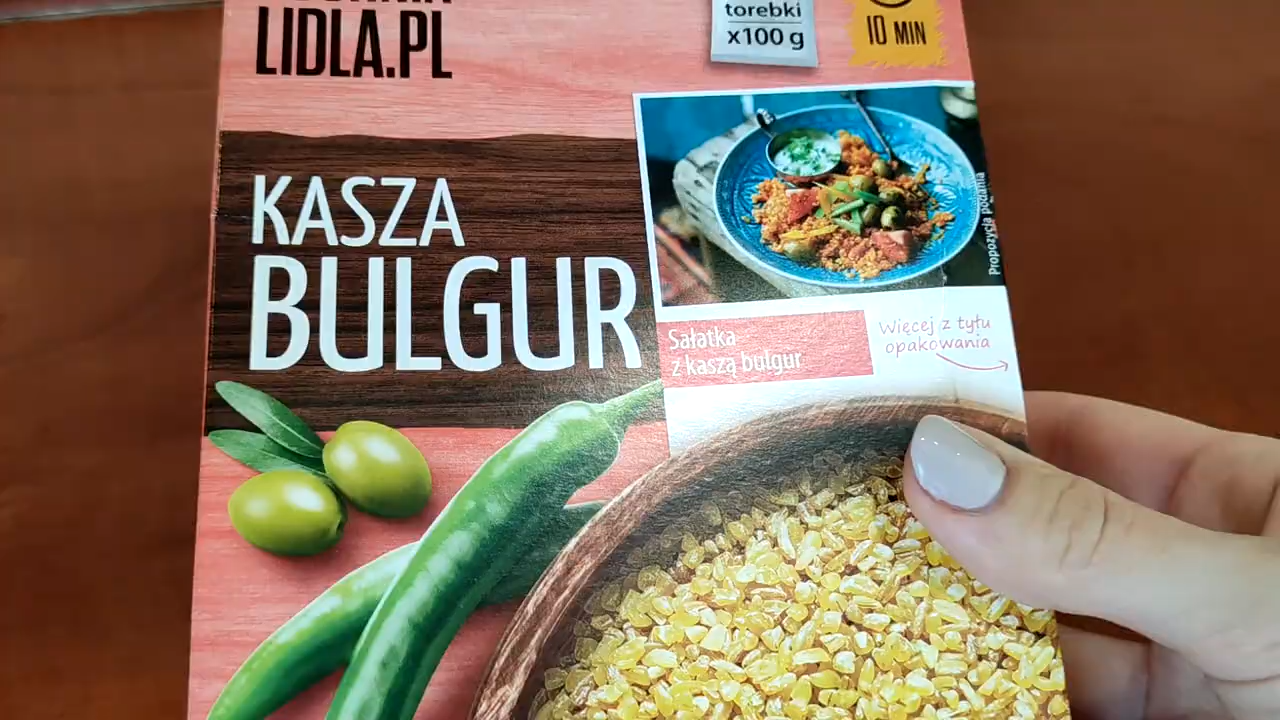 LIDLA.PL
torebki
x100 g
10 MIN
KASZA
BULGUR
Propozycja podania
Sałatka
z kaszą bulgur
Więcej z tyłu
opakowania